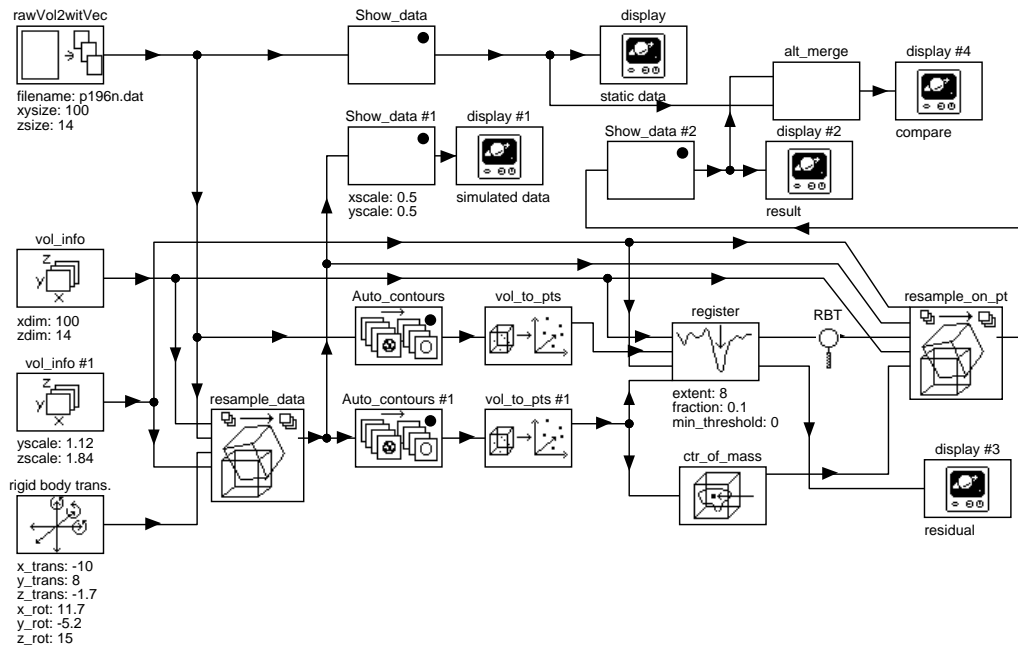 rawVol2witVec
filename: p196n.dat
xysize: 100
zsize: 14
Show_data
display
static data
alt_merge
display #4
compare
Show_data #1
xscale: 0.5
yscale: 0.5
display #1
simulated data
Show_data #2
display #2
result
vol_info
z
y
x
xdim: 100
zdim: 14
vol_info #1
z
y
x
yscale: 1.12
zscale: 1.84
rigid body trans.
x_trans: -10
y_trans: 8
z_trans: -1.7
x_rot: 11.7
y_rot: -5.2
z_rot: 15
resample_data
Auto_contours
vol_to_pts
Auto_contours #1
vol_to_pts #1
register
extent: 8
fraction: 0.1
min_threshold: 0
RBT
ctr_of_mass
resample_on_pt
display #3
residual